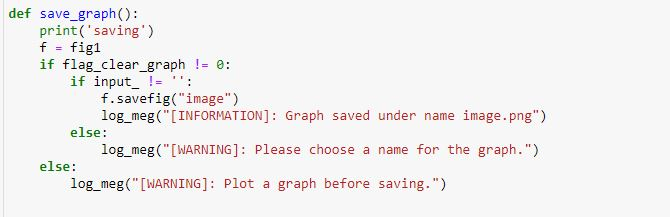 def save_graph():
    print('saving')
    f = fig1
    if flag_clear_graph != 0:
        if input_ != '':
            f.savefig("image")
            log_meg("[INFORMATION]: Graph saved under name image.png")
        else:
            log_meg("[WARNING]: Please choose a name for the graph.")
    else:
        log_meg("[WARNING]: Plot a graph before saving.")